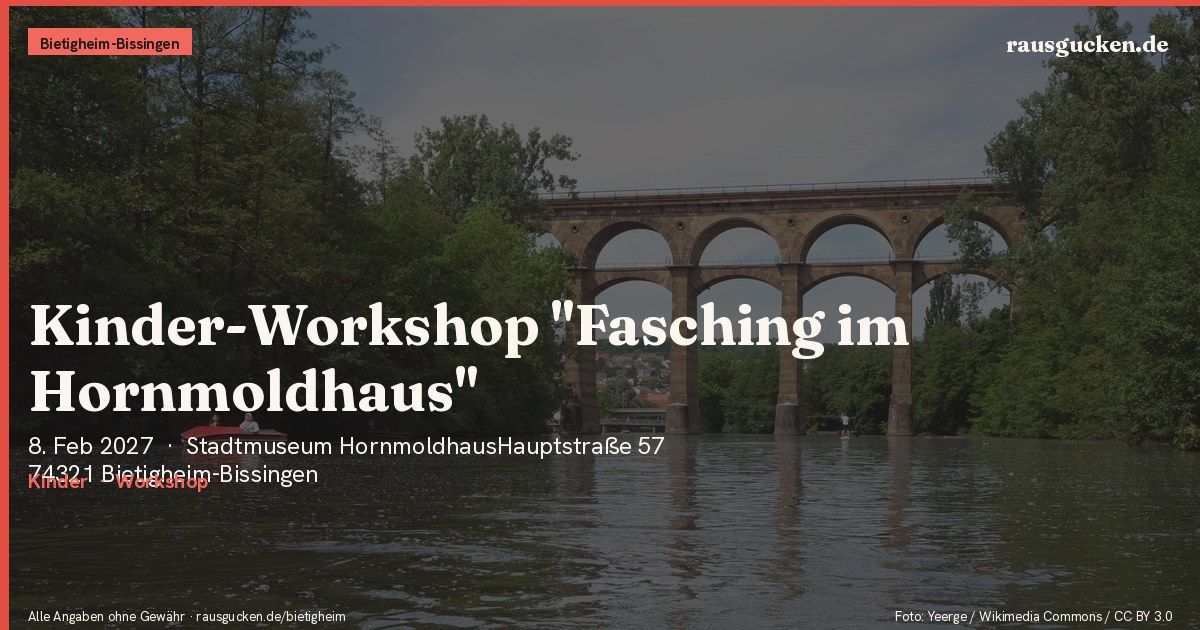 Bietigheim-Bissingen
rausgucken.de
Kinder-Workshop "Fasching im
Hornmoldhaus"
8. Feb 2027 · Stadtmuseum HornmoldhausHauptstraße 57
74321 Bietigheim-Bissingen
Kinder · Workshop
Alle Angaben ohne Gewähr · rausgucken.de/bietigheim
Foto: Yeerge / Wikimedia Commons / CC BY 3.0